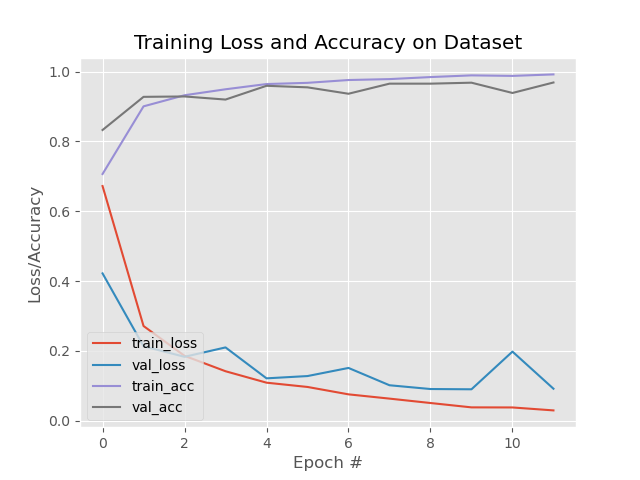 Training Loss and Accuracy on Dataset
1.0
0.8
0.6
0.4
0.2
0.0
Loss/Accuracy
train_loss
val_loss
train_acc
val_acc
0 2 4 6 8 10
Epoch #